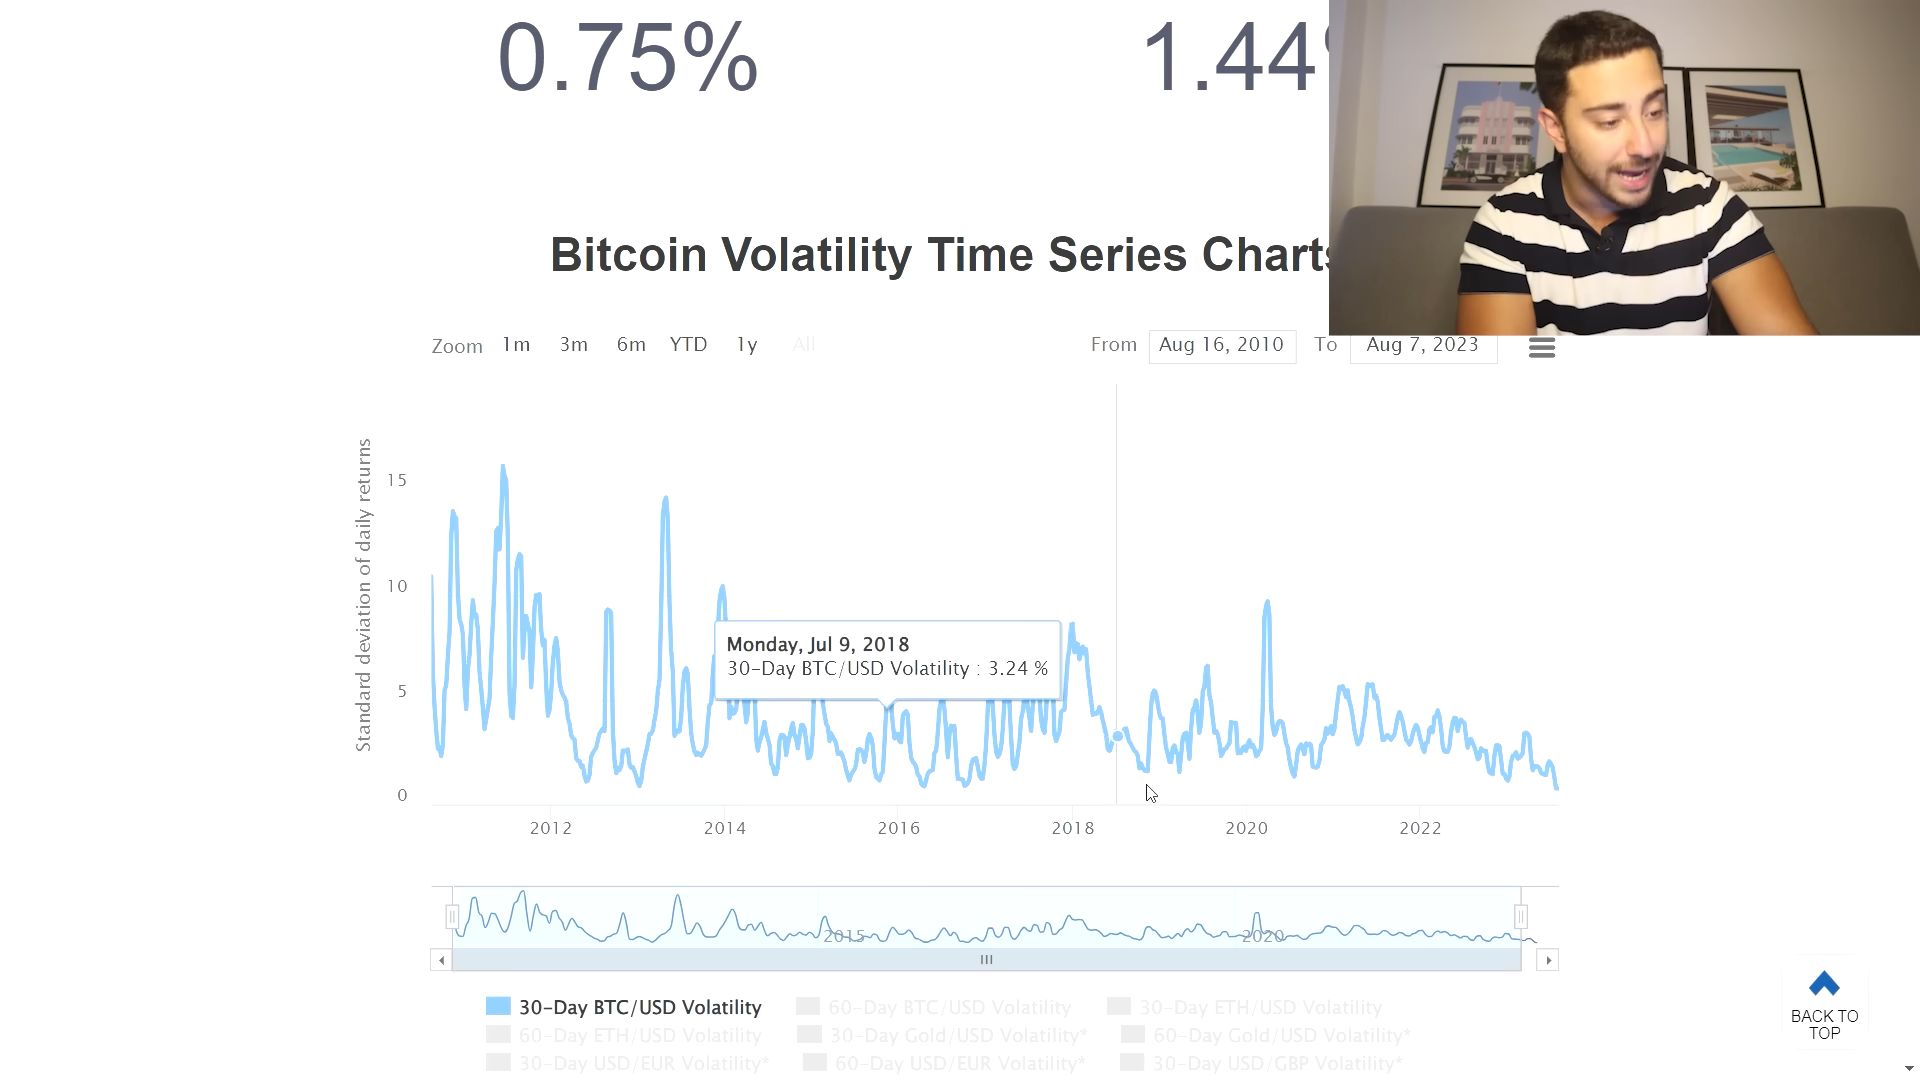 0.75%
1.44%
Bitcoin Volatility Time Series Charts
Zoom 1m 3m 6m YTD 1y All
From Aug 16, 2010 To Aug 7, 2023
Standard deviation of daily returns
15
10
5
0
Monday, Jul 9, 2018
30-Day BTC/USD Volatility : 3.24 %
2012 2014 2016 2018 2020 2022
2015 2020
30-Day BTC/USD Volatility 60-Day BTC/USD Volatility 30-Day ETH/USD Volatility
60-Day ETH/USD Volatility 30-Day Gold/USD Volatility* 60-Day Gold/USD Volatility*
30-Day USD/EUR Volatility* 60-Day USD/EUR Volatility* 30-Day USD/GBP Volatility*
BACK TO
TOP